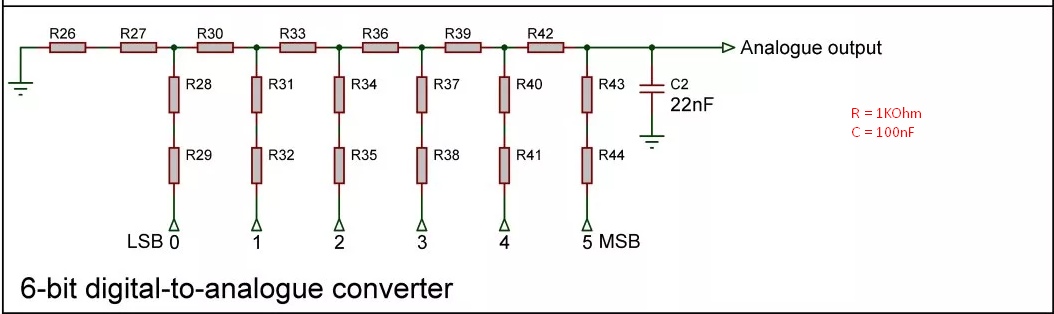 R26 R27 R30 R33 R36 R39 R42
Analogue output
R28 R31 R34 R37 R40 R43 C2
22nF
R = 1KOhm
C = 100nF
R29 R32 R35 R38 R41 R44
LSB 0 1 2 3 4 5 MSB
6-bit digital-to-analogue converter